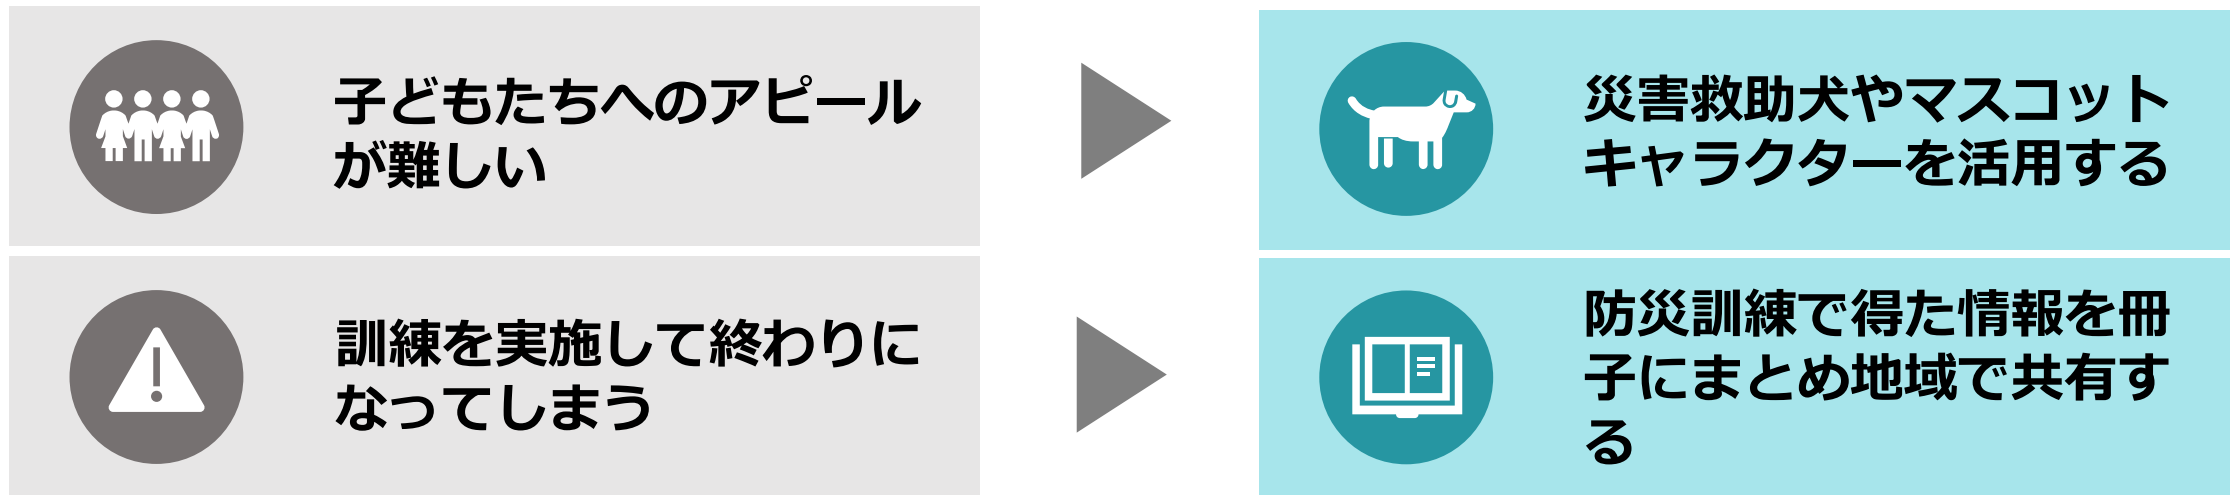 子どもたちへのアピール
が難しい
災害救助犬やマスコット
キャラクターを活用する
訓練を実施して終わりに
なってしまう
防災訓練で得た情報を冊
子にまとめ地域で共有す
る